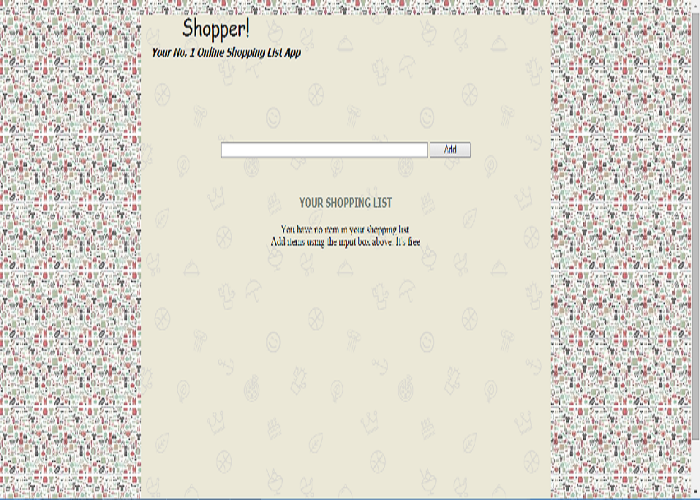 Shopper!
Your No. 1 Online Shopping List App
Add
YOUR SHOPPING LIST
You have no item in your shopping list
Add items using the input box above. It's free